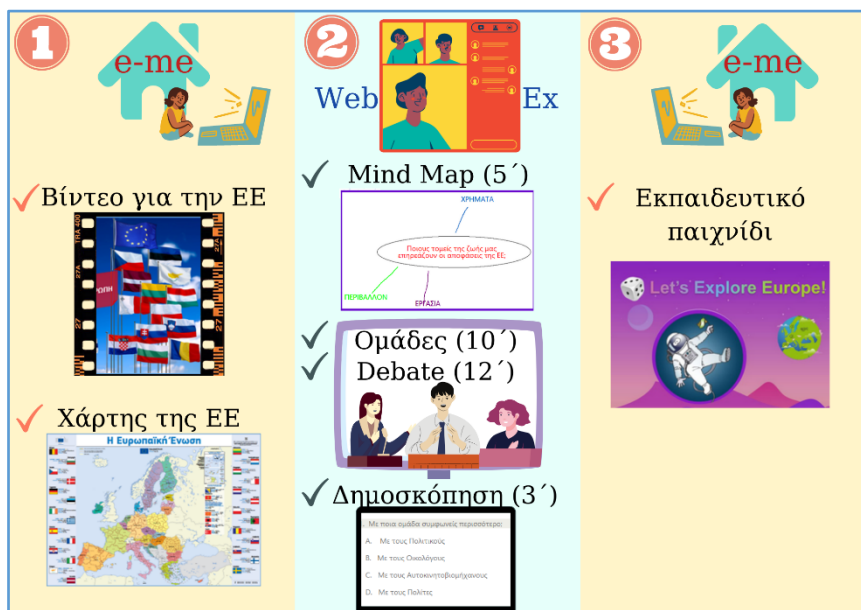 1
e-me
Βίντεο για την ΕΕ
Χάρτης της ΕΕ
Η Ευρωπαϊκή Ένωση
2
Web Ex
Mind Map (5΄)
ΧΡΗΜΑΤΑ
Ποιους τομείς της ζωής μας
επηρεάζουν οι αποφάσεις της ΕΕ;
ΠΕΡΙΒΑΛΛΟΝ
ΕΡΓΑΣΙΑ
Ομάδες (10΄)
Debate (12΄)
Δημοσκόπηση (3΄)
Με ποια ομάδα συμφωνείς περισσότερο;
A. Με τους Πολιτικούς
B. Με τους Οικολόγους
C. Με τους Αυτοκινητοβιομήχανους
D. Με τους Πολίτες
3
e-me
Εκπαιδευτικό
παιχνίδι
Let's Explore Europe!